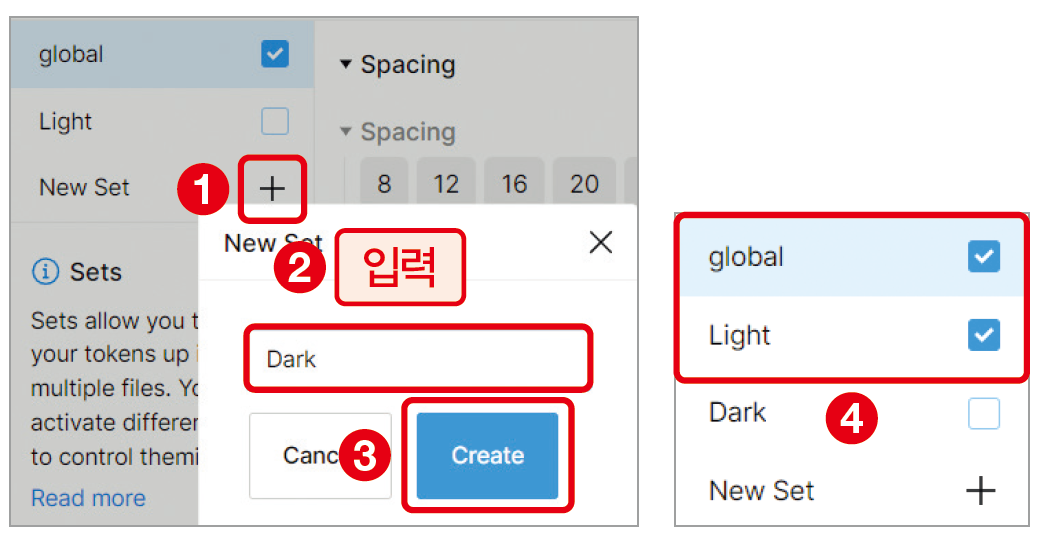 global
Light
New Set
1
Sets
Sets allow you t
your tokens up i
multiple files. Yo
activate differer
to control themi
Read more
Spacing
Spacing
8 12 16 20
New Set
2
입력
Dark
Cancel
3
Create
global
Light
Dark
4
New Set